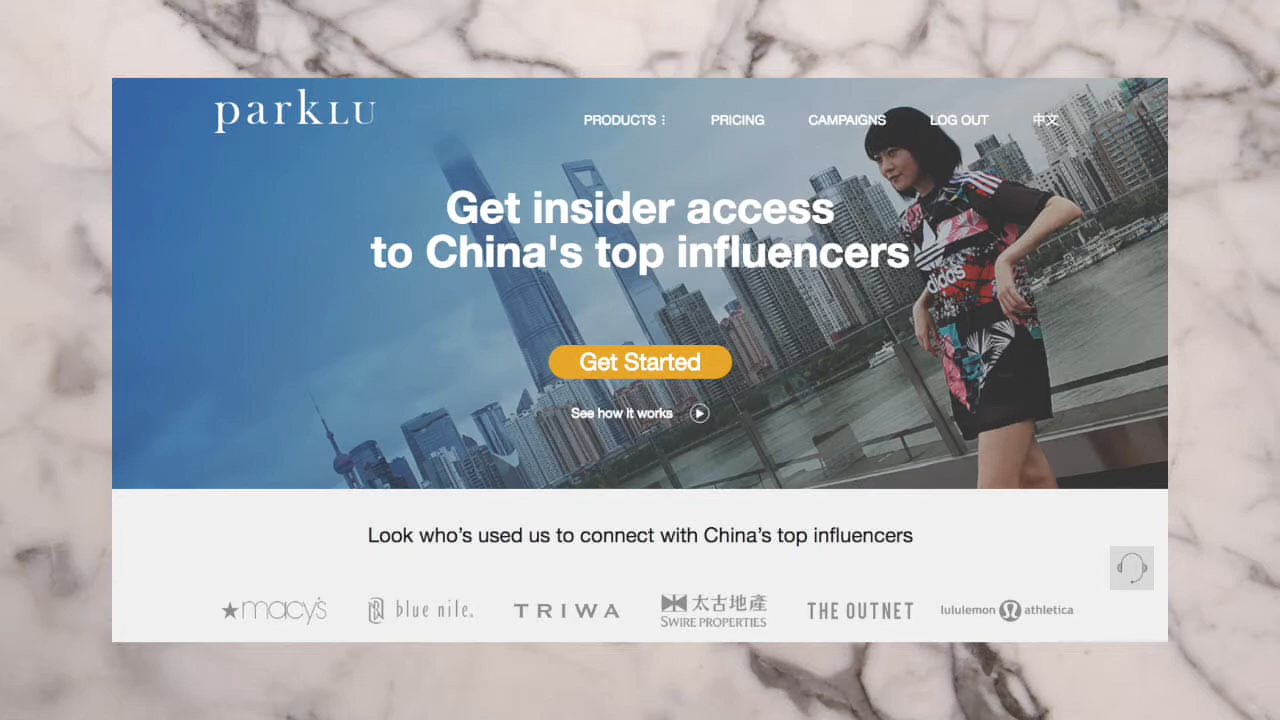 parkLU
PRODUCTS PRICING CAMPAIGNS LOG OUT 中文
Get insider access
to China's top influencers
adidas
Get Started
See how it works
Look who's used us to connect with China's top influencers
★macy's blue nile. TRIWA 太古地產 THE OUTNET lululemon athletica
SWIRE PROPERTIES